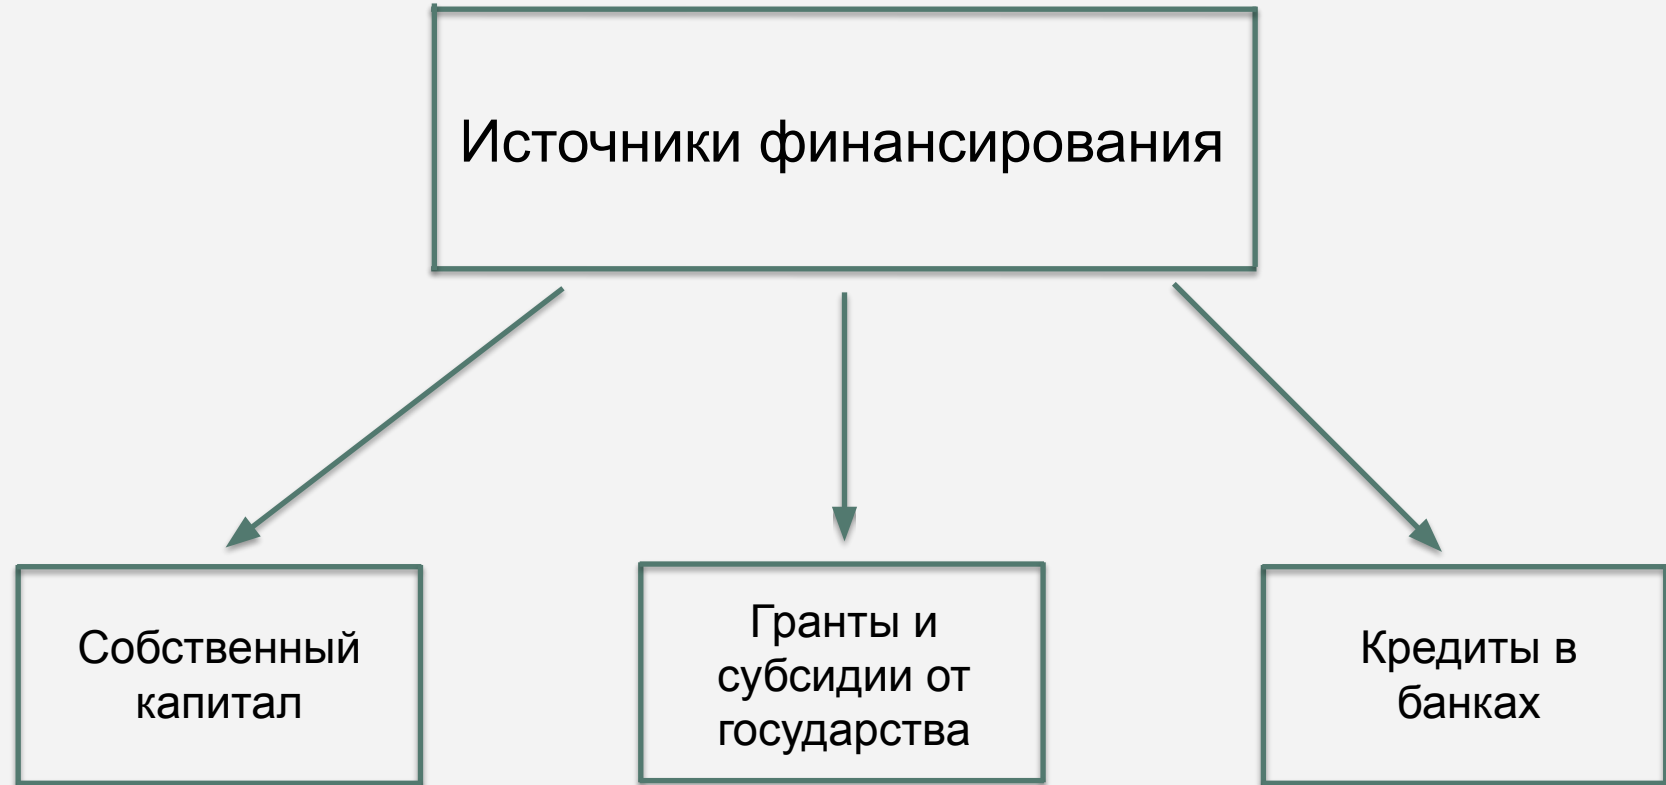 Источники финансирования
Собственный
капитал
Гранты и
субсидии от
государства
Кредиты в
банках